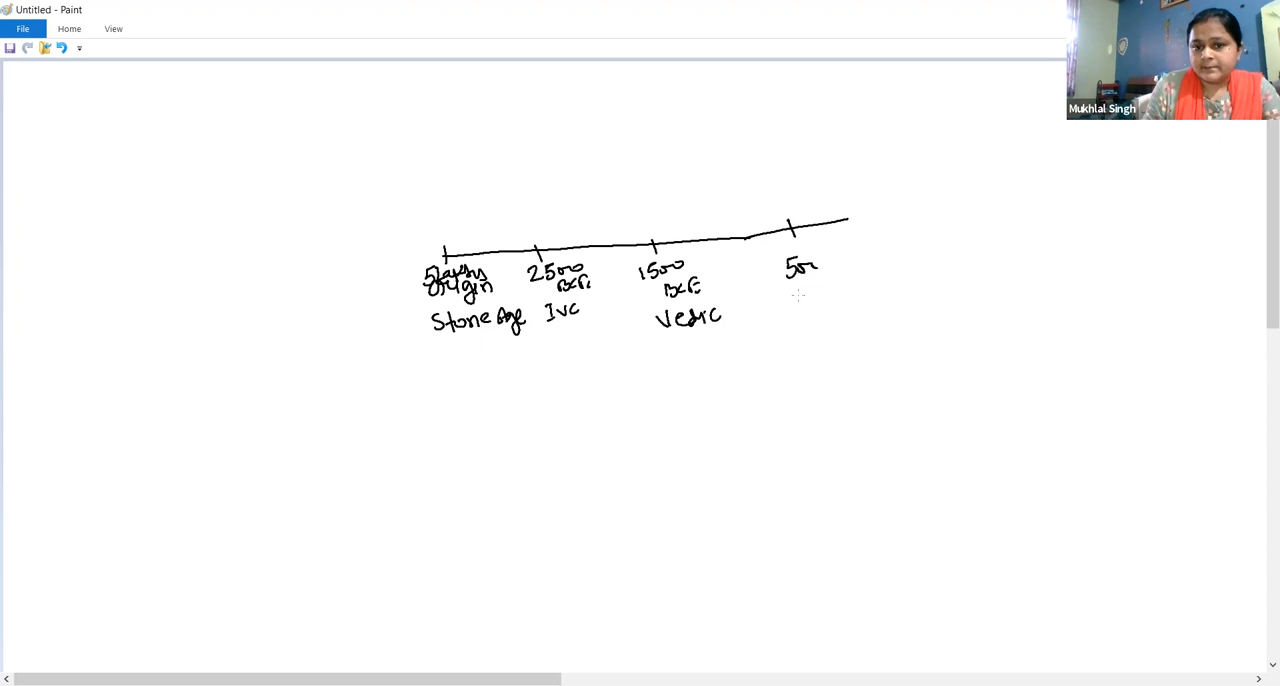 Untitled - Paint
File Home View
Mukhlal Singh
origin
2500
BCE
1500
BCE
500
Stone Age IVC Vedic